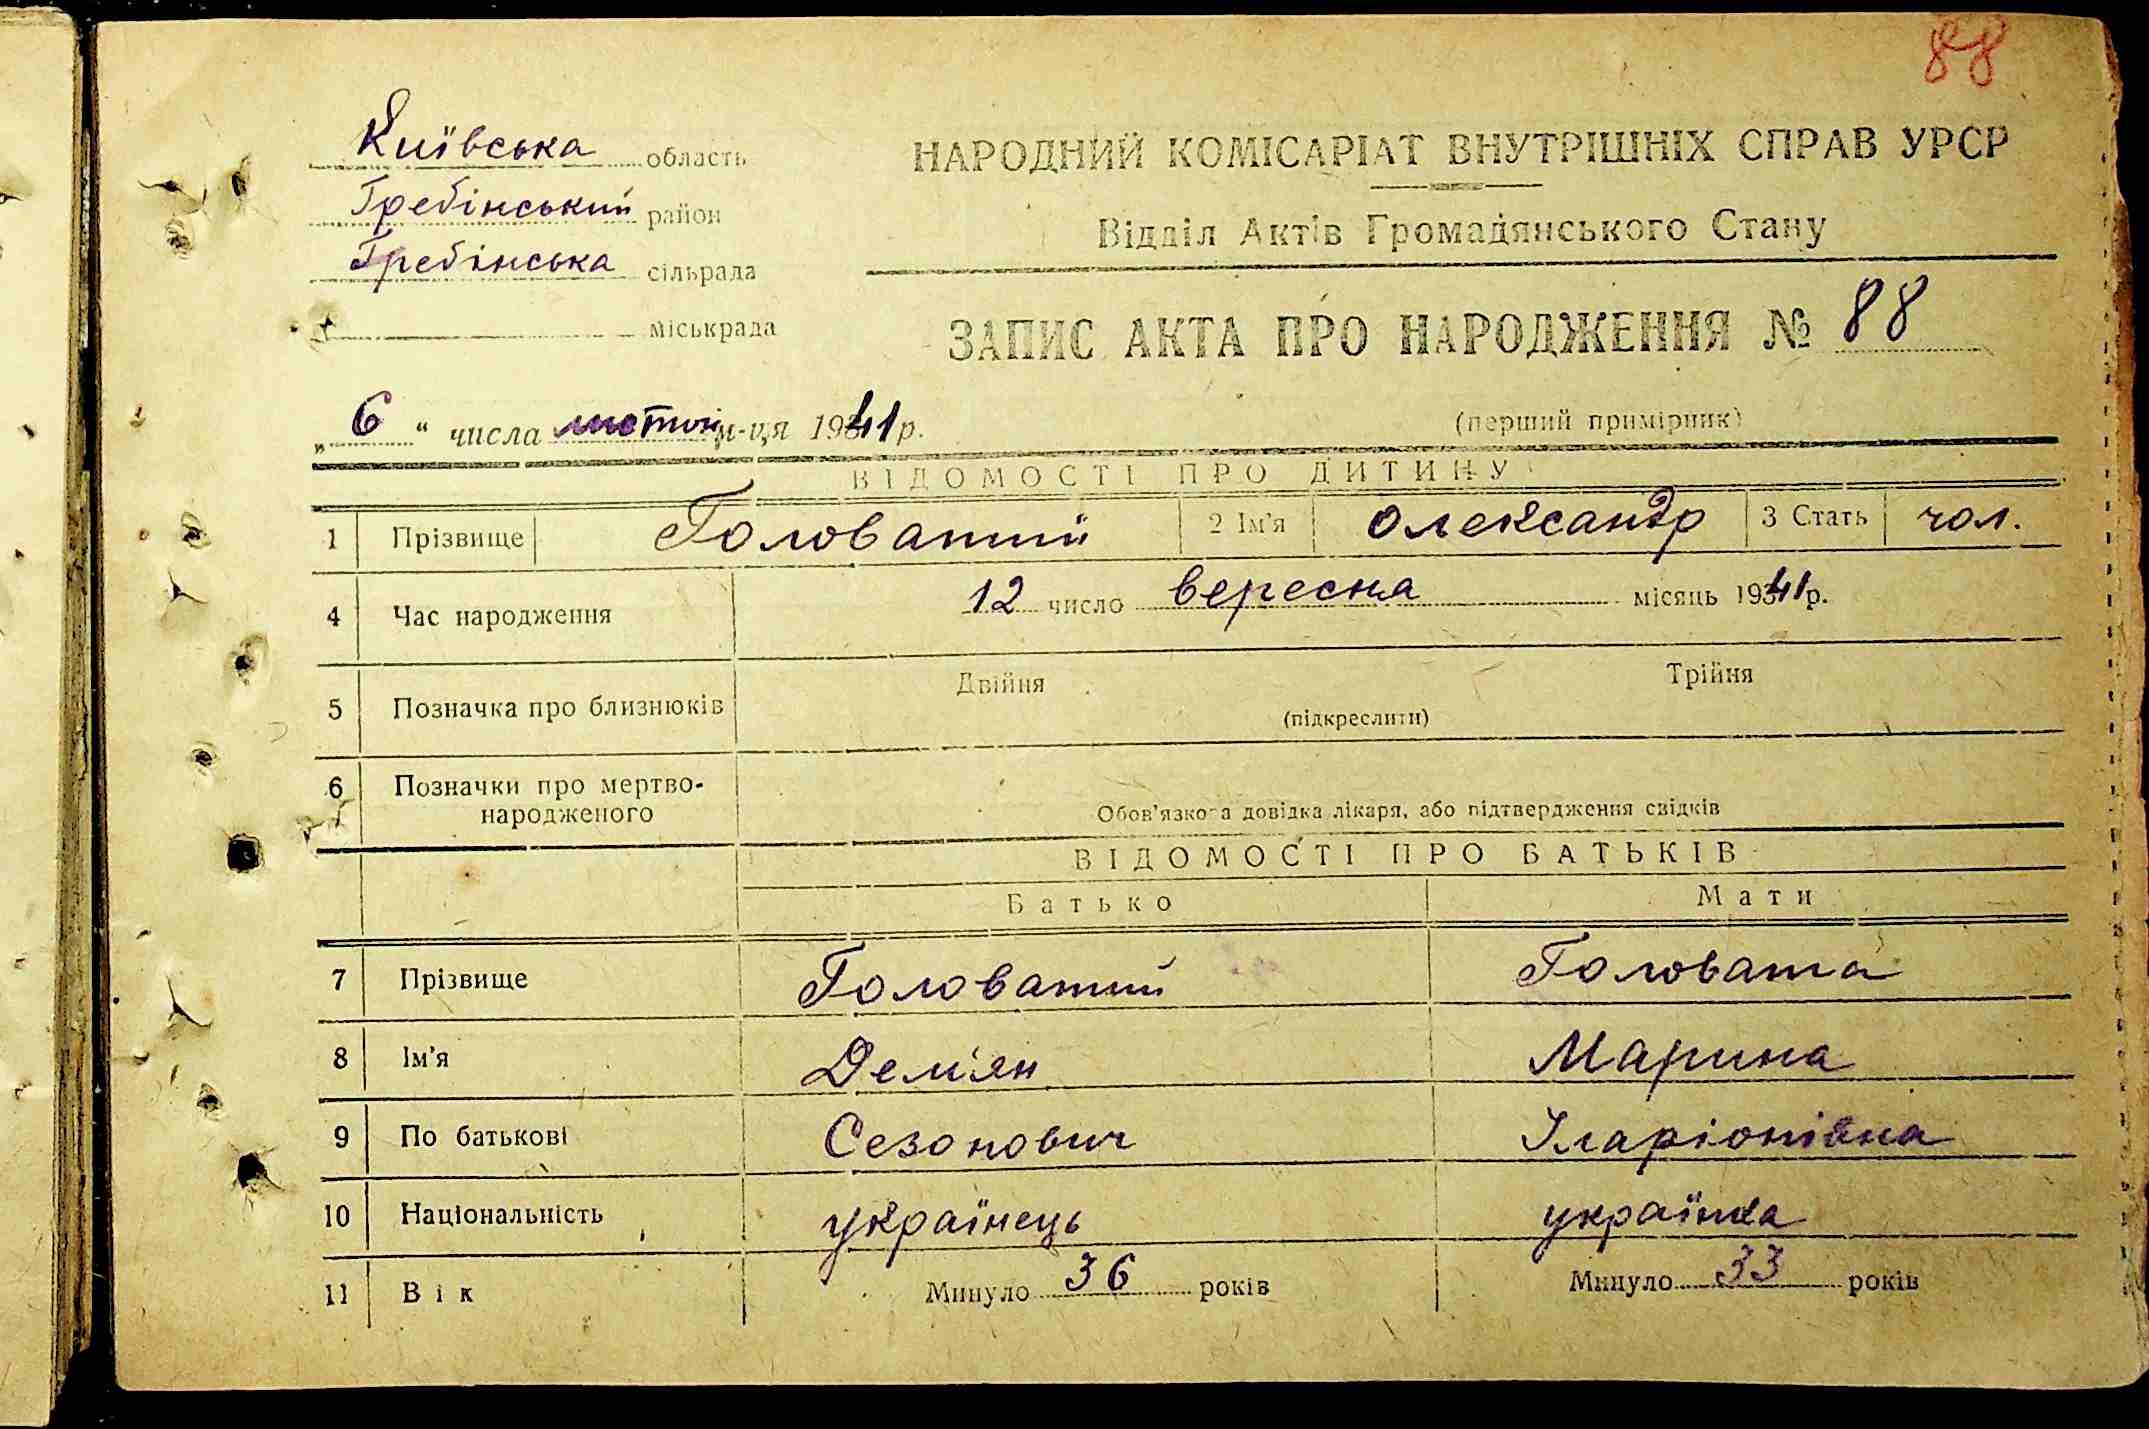 88
Київська область
Гребінський район
Гребінська сільрада
міськрада
НАРОДНИЙ КОМІСАРІАТ ВНУТРІШНІХ СПРАВ УРСР
Відділ Актів Громадянського Стану
ЗАПИС АКТА ПРО НАРОДЖЕННЯ № 88
„ 6 “ числа листоп м-ця 1941 р.
(перший примірник)
ВІДОМОСТІ ПРО ДИТИНУ
1 Прізвище Головатий 2 Ім'я Олександр 3 Стать чол.
4 Час народження 12 число вересня місяць 1941 р.
5 Позначка про близнюків Двійня Трійня
(підкреслити)
6 Позначки про мертво-
народженого
Обов'язкова довідка лікаря, або підтвердження свідків
ВІДОМОСТІ ПРО БАТЬКІВ
Батько Мати
7 Прізвище Головатий Головата
8 Ім'я Дем'ян Марина
9 По батькові Сезонович Іларіонівна
10 Національність українець українка
11 Вік Минуло 36 років Минуло 33 років